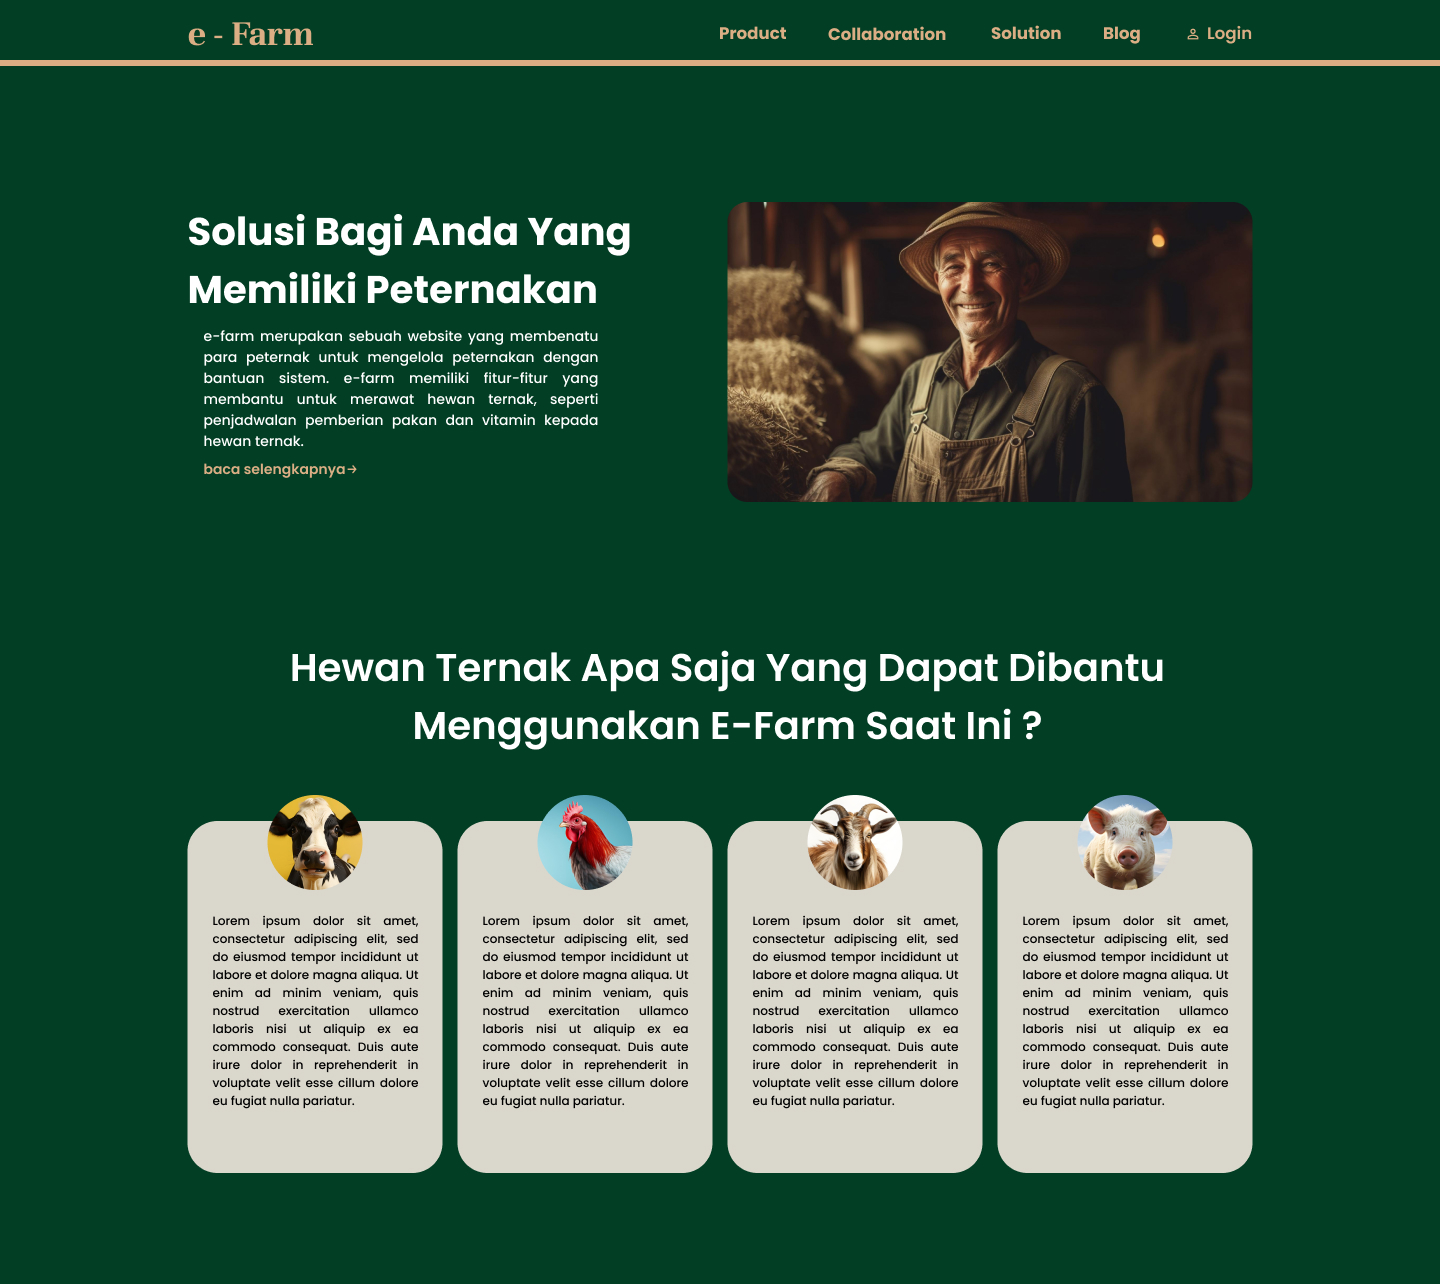 e - Farm
Product Collaboration Solution Blog Login
Solusi Bagi Anda Yang
Memiliki Peternakan
e-farm merupakan sebuah website yang membenatu
para peternak untuk mengelola peternakan dengan
bantuan sistem. e-farm memiliki fitur-fitur yang
membantu untuk merawat hewan ternak, seperti
penjadwalan pemberian pakan dan vitamin kepada
hewan ternak.
baca selengkapnya→
Hewan Ternak Apa Saja Yang Dapat Dibantu
Menggunakan E-Farm Saat Ini ?
Lorem ipsum dolor sit amet,
consectetur adipiscing elit, sed
do eiusmod tempor incididunt ut
labore et dolore magna aliqua. Ut
enim ad minim veniam, quis
nostrud exercitation ullamco
laboris nisi ut aliquip ex ea
commodo consequat. Duis aute
irure dolor in reprehenderit in
voluptate velit esse cillum dolore
eu fugiat nulla pariatur.
Lorem ipsum dolor sit amet,
consectetur adipiscing elit, sed
do eiusmod tempor incididunt ut
labore et dolore magna aliqua. Ut
enim ad minim veniam, quis
nostrud exercitation ullamco
laboris nisi ut aliquip ex ea
commodo consequat. Duis aute
irure dolor in reprehenderit in
voluptate velit esse cillum dolore
eu fugiat nulla pariatur.
Lorem ipsum dolor sit amet,
consectetur adipiscing elit, sed
do eiusmod tempor incididunt ut
labore et dolore magna aliqua. Ut
enim ad minim veniam, quis
nostrud exercitation ullamco
laboris nisi ut aliquip ex ea
commodo consequat. Duis aute
irure dolor in reprehenderit in
voluptate velit esse cillum dolore
eu fugiat nulla pariatur.
Lorem ipsum dolor sit amet,
consectetur adipiscing elit, sed
do eiusmod tempor incididunt ut
labore et dolore magna aliqua. Ut
enim ad minim veniam, quis
nostrud exercitation ullamco
laboris nisi ut aliquip ex ea
commodo consequat. Duis aute
irure dolor in reprehenderit in
voluptate velit esse cillum dolore
eu fugiat nulla pariatur.